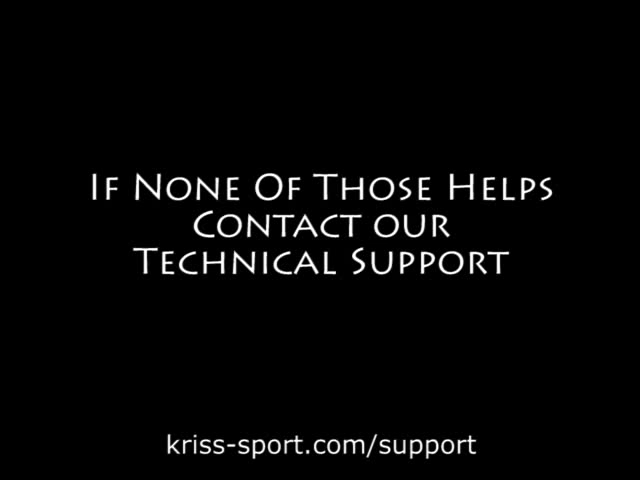 If None Of Those Helps
Contact our
Technical Support
kriss-sport.com/support